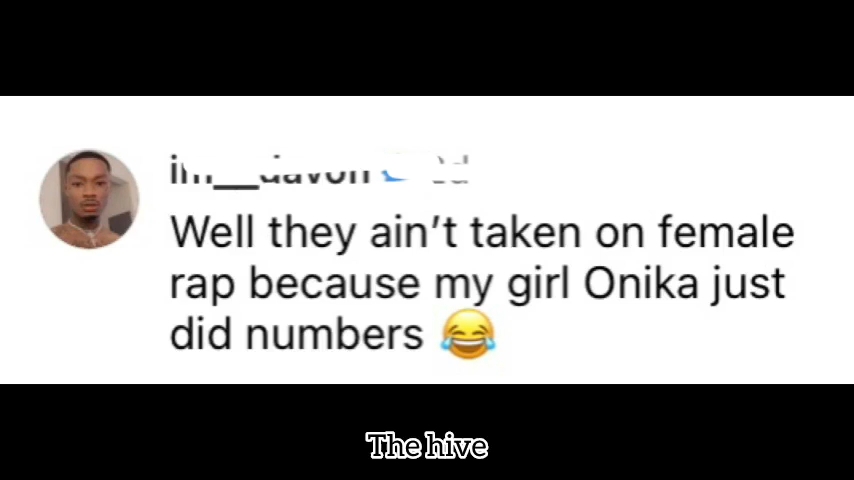 Well they ain’t taken on female
rap because my girl Onika just
did numbers 😂
The hive